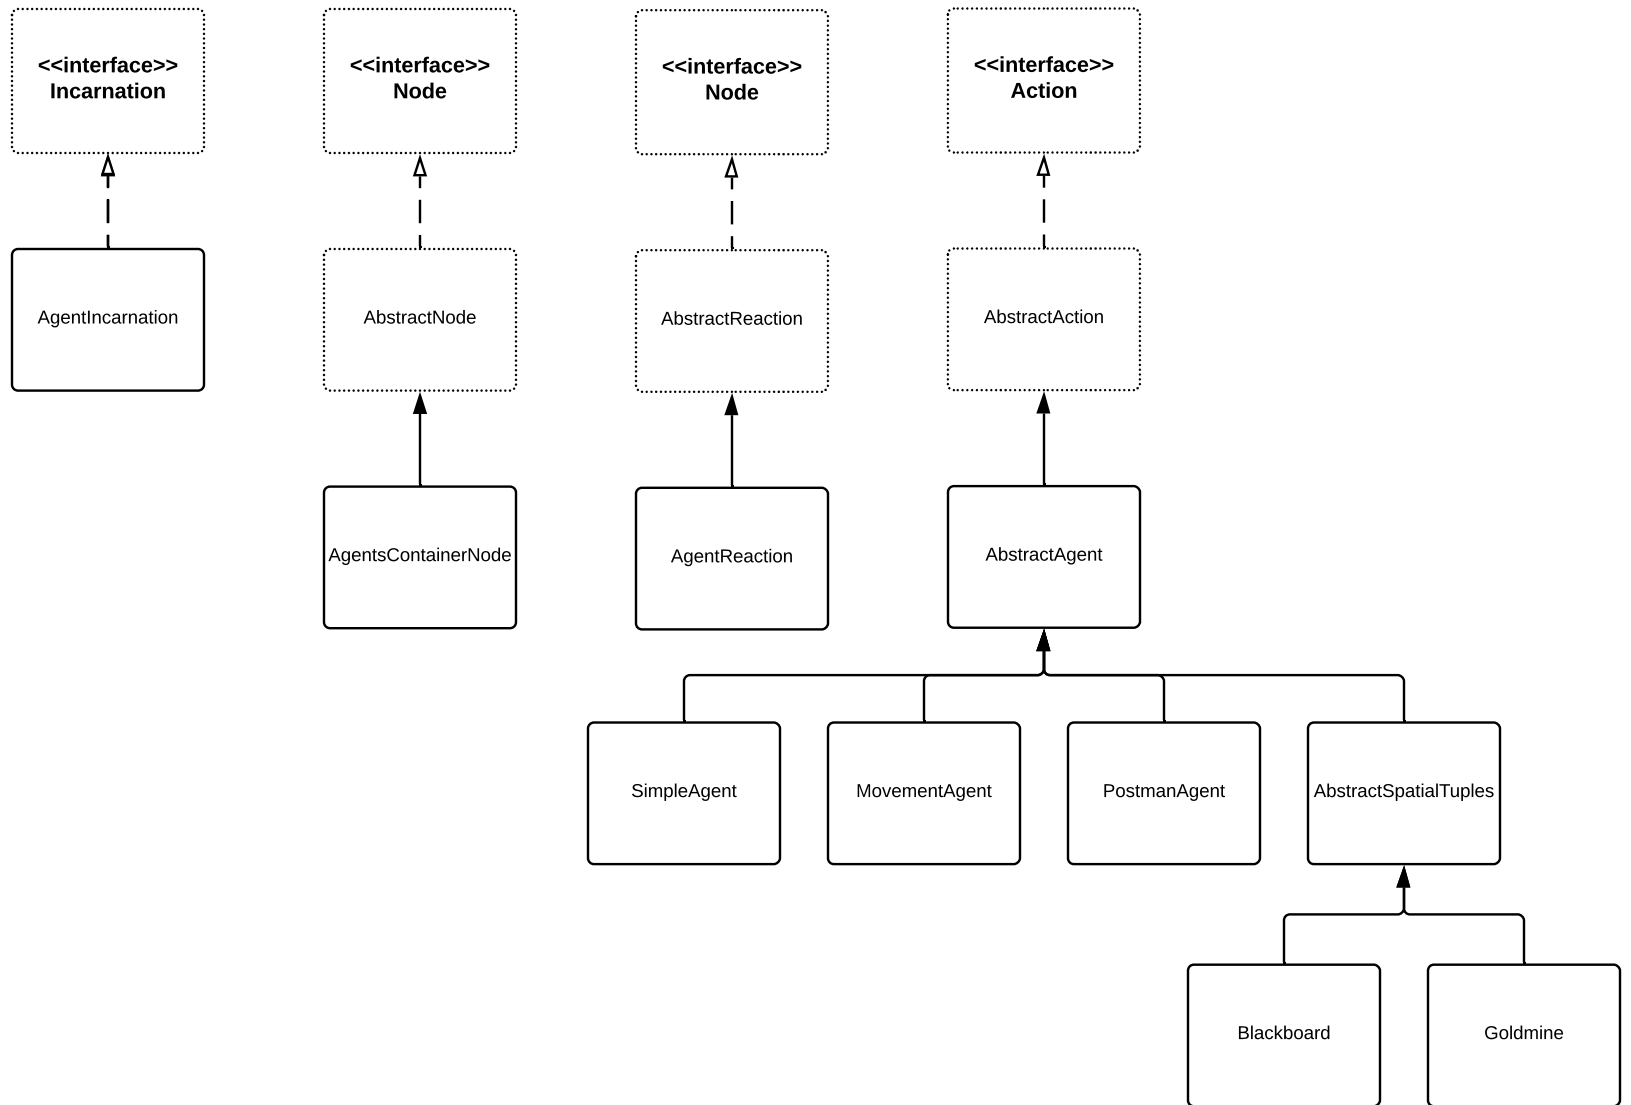 <<interface>>
Incarnation
<<interface>>
Node
<<interface>>
Node
<<interface>>
Action
AgentIncarnation
AbstractNode
AbstractReaction
AbstractAction
AgentsContainerNode
AgentReaction
AbstractAgent
SimpleAgent
MovementAgent
PostmanAgent
AbstractSpatialTuples
Blackboard
Goldmine